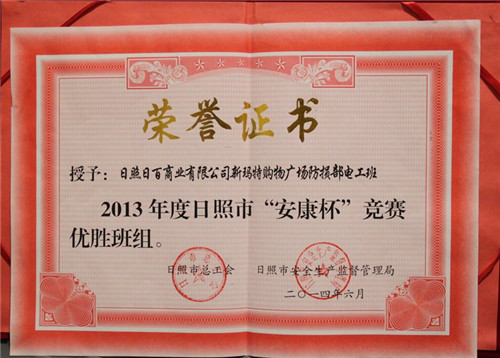 荣誉证书
授予：日照日百商业有限公司新玛特购物广场防损部电工班
2013年度日照市“安康杯”竞赛
优胜班组。
日照市总工会 日照市安全生产监督管理局
二〇一四年六月